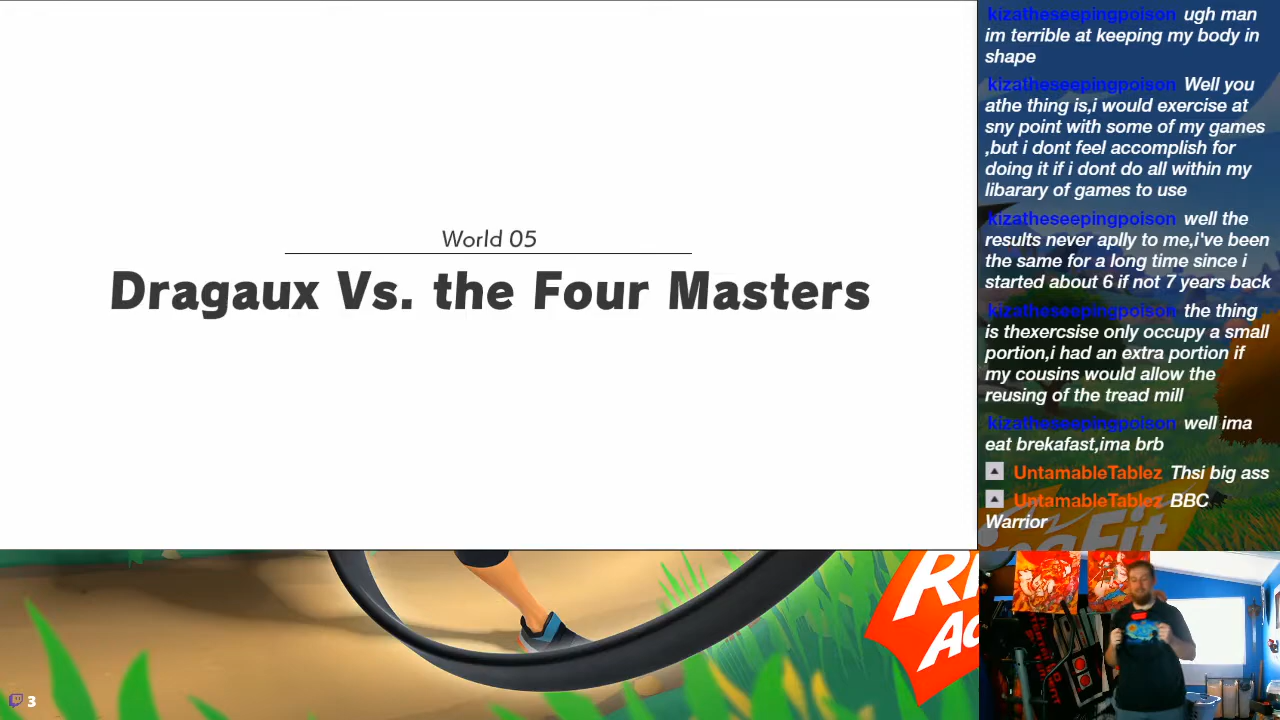 World 05
Dragaux Vs. the Four Masters
kizatheseepingpoison ugh man
im terrible at keeping my body in
shape
kizatheseepingpoison Well you
athe thing is,i would exercise at
sny point with some of my games
,but i dont feel accomplish for
doing it if i dont do all within my
libarary of games to use
kizatheseepingpoison well the
results never aplly to me,i've been
the same for a long time since i
started about 6 if not 7 years back
kizatheseepingpoison the thing
is thexercsise only occupy a small
portion,i had an extra portion if
my cousins would allow the
reusing of the tread mill
kizatheseepingpoison well ima
eat brekafast,ima brb
UntamableTablez Thsi big ass
UntamableTablez BBC
Warrior
3